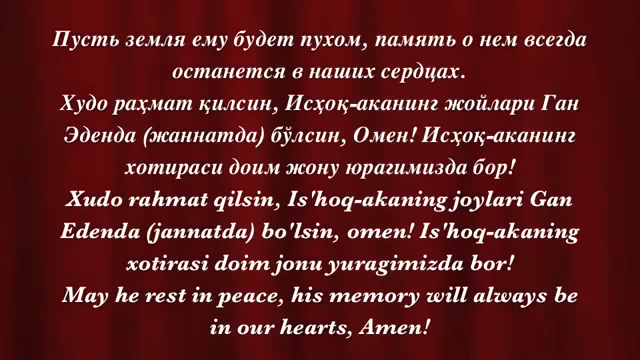 Пусть земля ему будет пухом, память о нем всегда
останется в наших сердцах.
Худо раҳмат қилсин, Исҳоқ-аканинг жойлари Ган
Эденда (жаннатда) бўлсин, Омен! Исҳоқ-аканинг
хотираси доим жону юрагимизда бор!
Xudo rahmat qilsin, Is'hoq-akaning joylari Gan
Edenda (jannatda) bo'lsin, omen! Is'hoq-akaning
xotirasi doim jonu yuragimizda bor!
May he rest in peace, his memory will always be
in our hearts, Amen!